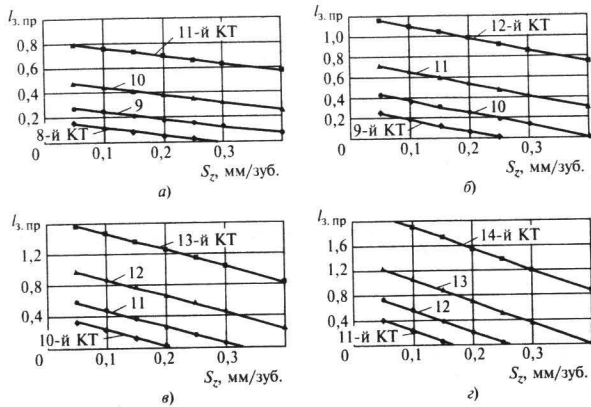 lз. пр
0,8
0,6
0,4
0,2
0
0,1
0,2
0,3
Sz, мм/зуб.
11-й КТ
10
9
8-й КТ
а)
1,0
0,8
0,6
0,4
0,2
0
0,1
0,2
0,3
Sz, мм/зуб.
12-й КТ
11
10
9-й КТ
б)
lз. пр
1,2
0,8
0,4
0
0,1
0,2
0,3
Sz, мм/зуб.
13-й КТ
12
11
10-й КТ
в)
lз. пр
1,6
1,2
0,8
0,4
0
0,1
0,2
0,3
Sz, мм/зуб.
14-й КТ
13
12
11-й КТ
г)